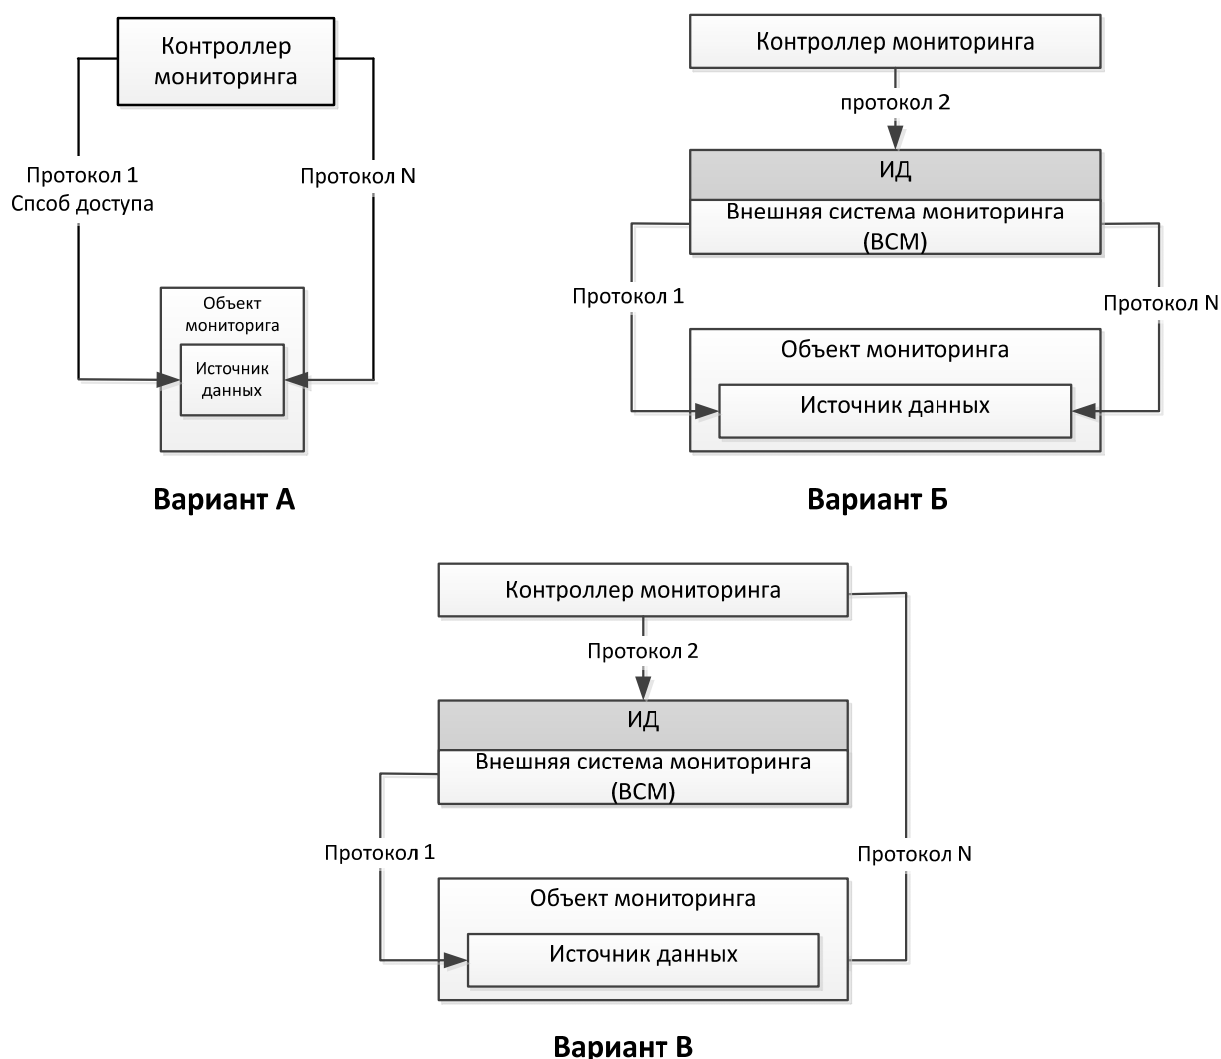 Контроллер
мониторинга
Протокол 1
Спсоб доступа
Протокол N
Объект
мониторига
Источник
данных
Вариант А
Контроллер мониторинга
протокол 2
ИД
Внешняя система мониторинга
(ВСМ)
Протокол 1
Протокол N
Объект мониторинга
Источник данных
Вариант Б
Контроллер мониторинга
Протокол 2
ИД
Внешняя система мониторинга
(ВСМ)
Протокол 1
Протокол N
Объект мониторинга
Источник данных
Вариант В